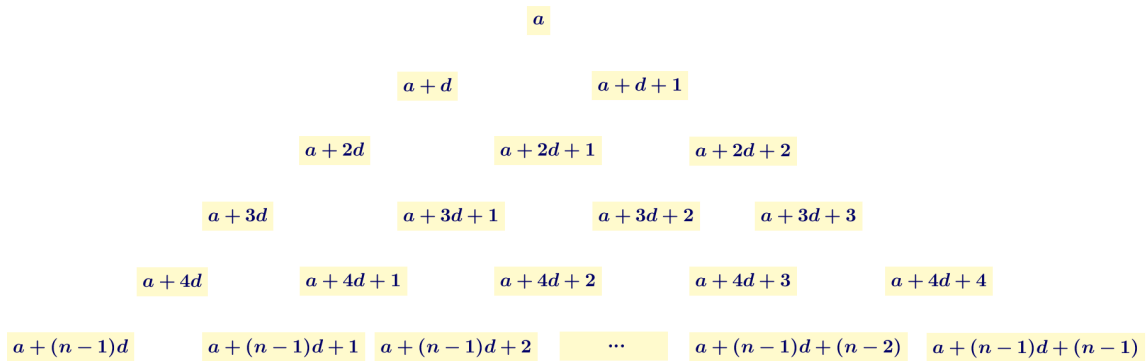 a
a + d a + d + 1
a + 2d a + 2d + 1 a + 2d + 2
a + 3d a + 3d + 1 a + 3d + 2 a + 3d + 3
a + 4d a + 4d + 1 a + 4d + 2 a + 4d + 3 a + 4d + 4
a + (n − 1)d a + (n − 1)d + 1 a + (n − 1)d + 2 ... a + (n − 1)d + (n − 2) a + (n − 1)d + (n − 1)